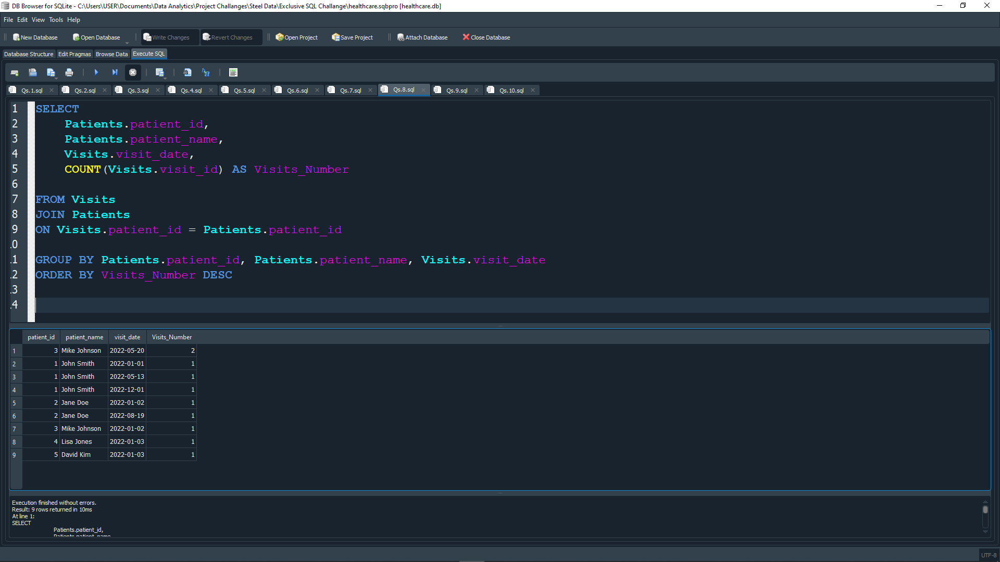 DB Browser for SQLite - C:\Users\USER\Documents\Data Analytics\Project Challanges\Steel Data\Exclusive SQL Challange\healthcare.sqbpro [healthcare.db]
File Edit View Tools Help
New Database Open Database Write Changes Revert Changes Open Project Save Project Attach Database Close Database
Database Structure Edit Pragmas Browse Data Execute SQL
Qs.1.sql Qs.2.sql Qs.3.sql Qs.4.sql Qs.5.sql Qs.6.sql Qs.7.sql Qs.8.sql Qs.9.sql Qs.10.sql
1 SELECT
2 Patients.patient_id,
3 Patients.patient_name,
4 Visits.visit_date,
5 COUNT(Visits.visit_id) AS Visits_Number
6
7 FROM Visits
8 JOIN Patients
9 ON Visits.patient_id = Patients.patient_id
.0
.1 GROUP BY Patients.patient_id, Patients.patient_name, Visits.visit_date
.2 ORDER BY Visits_Number DESC
.3
.4
patient_id patient_name visit_date Visits_Number
1 3 Mike Johnson 2022-05-20 2
2 1 John Smith 2022-01-01 1
3 1 John Smith 2022-05-13 1
4 1 John Smith 2022-12-01 1
5 2 Jane Doe 2022-01-02 1
6 2 Jane Doe 2022-08-19 1
7 3 Mike Johnson 2022-01-02 1
8 4 Lisa Jones 2022-01-03 1
9 5 David Kim 2022-01-03 1
Execution finished without errors.
Result: 9 rows returned in 10ms
At line 1:
SELECT
Patients.patient_id,
Patients.patient_name
UTF-8